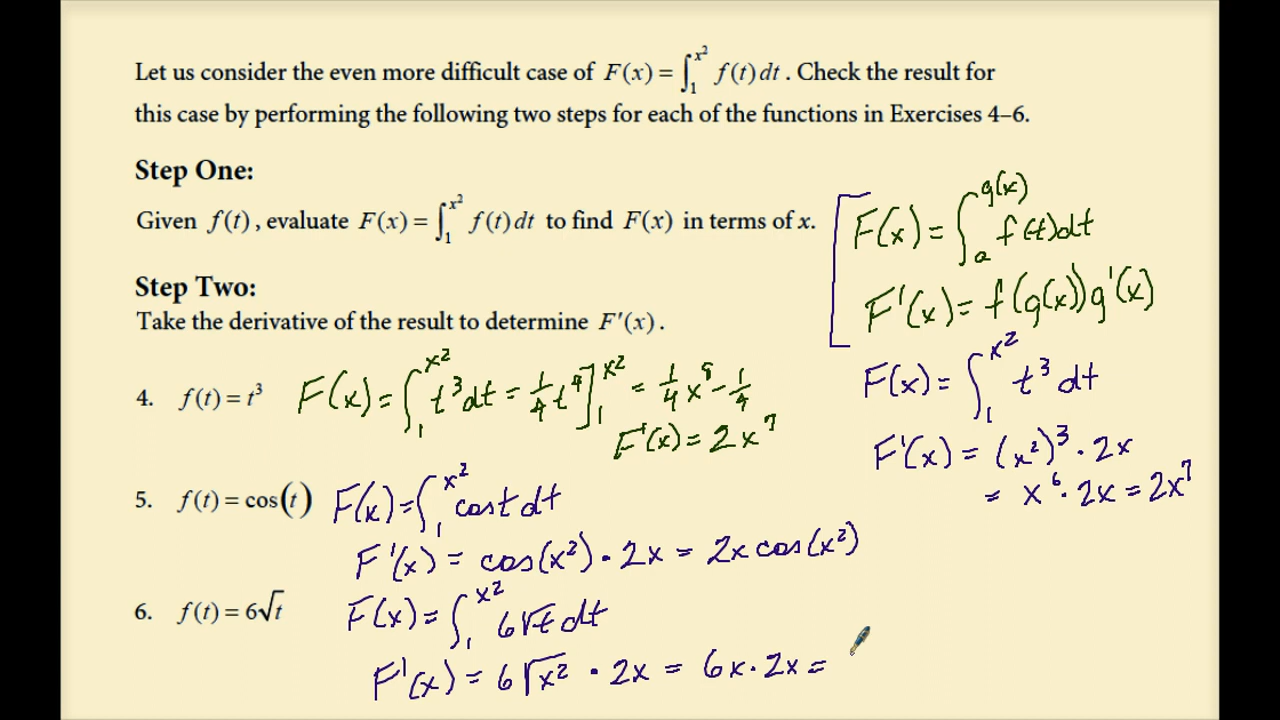 Let us consider the even more difficult case of F(x) = ∫₁^{x²} f(t) dt . Check the result for
this case by performing the following two steps for each of the functions in Exercises 4–6.
Step One:
Given f(t), evaluate F(x) = ∫₁^{x²} f(t) dt to find F(x) in terms of x.
Step Two:
Take the derivative of the result to determine F'(x).
F(x) = ∫ₐ^{g(x)} f(t)dt
F'(x) = f(g(x))g'(x)
F(x) = ∫₁^{x²} t³ dt
F'(x) = (x²)³ · 2x
= x⁶ · 2x = 2x⁷
4. f(t) = t³ F(x) = ∫₁^{x²} t³dt = 1/4 t⁴]₁^{x²} = 1/4 x⁸ - 1/4
F'(x) = 2x⁷
5. f(t) = cos(t) F(x) = ∫₁^{x²} cos t dt
F'(x) = cos(x²) · 2x = 2x cos(x²)
6. f(t) = 6√t F(x) = ∫₁^{x²} 6√t dt
F'(x) = 6√x² · 2x = 6x · 2x =